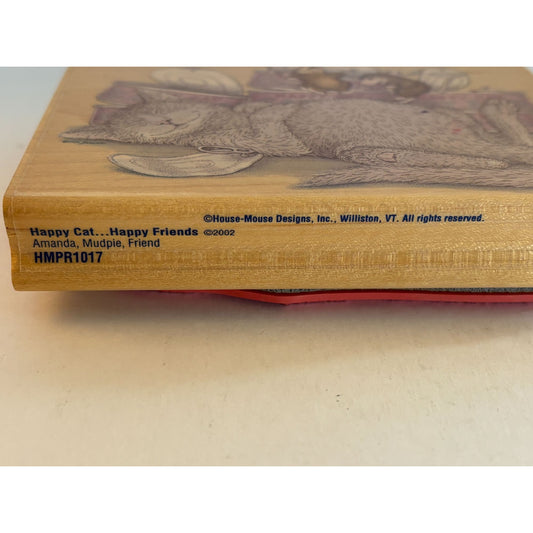 ©House-Mouse Designs, Inc., Williston, VT. All rights reserved.
Happy Cat...Happy Friends ©2002
Amanda, Mudpie, Friend
HMPR1017